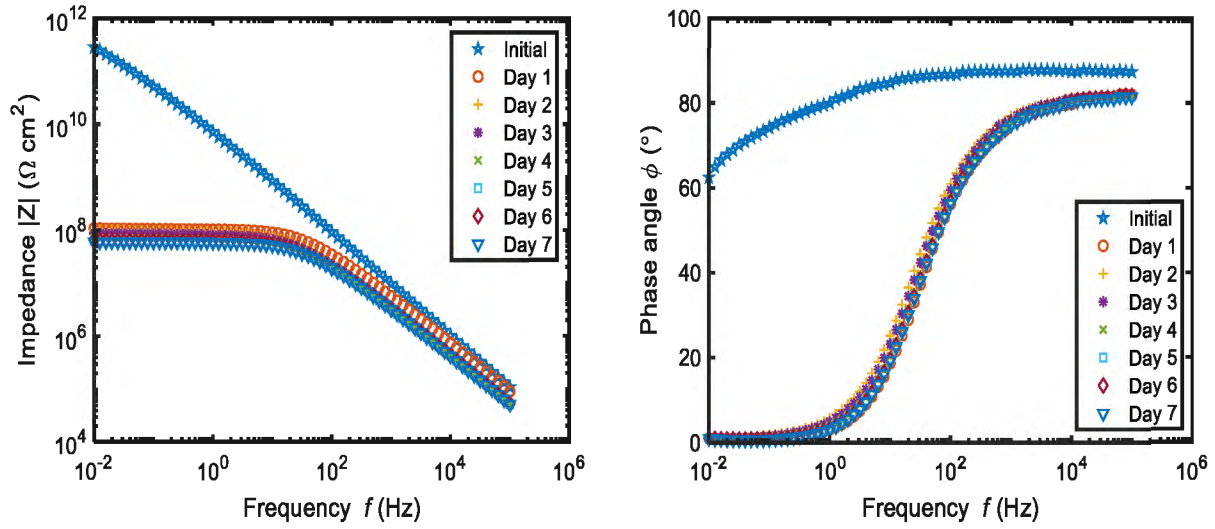 10^12
10^10
10^8
10^6
10^4
Impedance |Z| (Ω cm^2)
Initial
Day 1
Day 2
Day 3
Day 4
Day 5
Day 6
Day 7
10^-2
10^0
10^2
10^4
10^6
Frequency f (Hz)
100
80
60
40
20
0
Phase angle ϕ (°)
Initial
Day 1
Day 2
Day 3
Day 4
Day 5
Day 6
Day 7
10^-2
10^0
10^2
10^4
10^6
Frequency f (Hz)